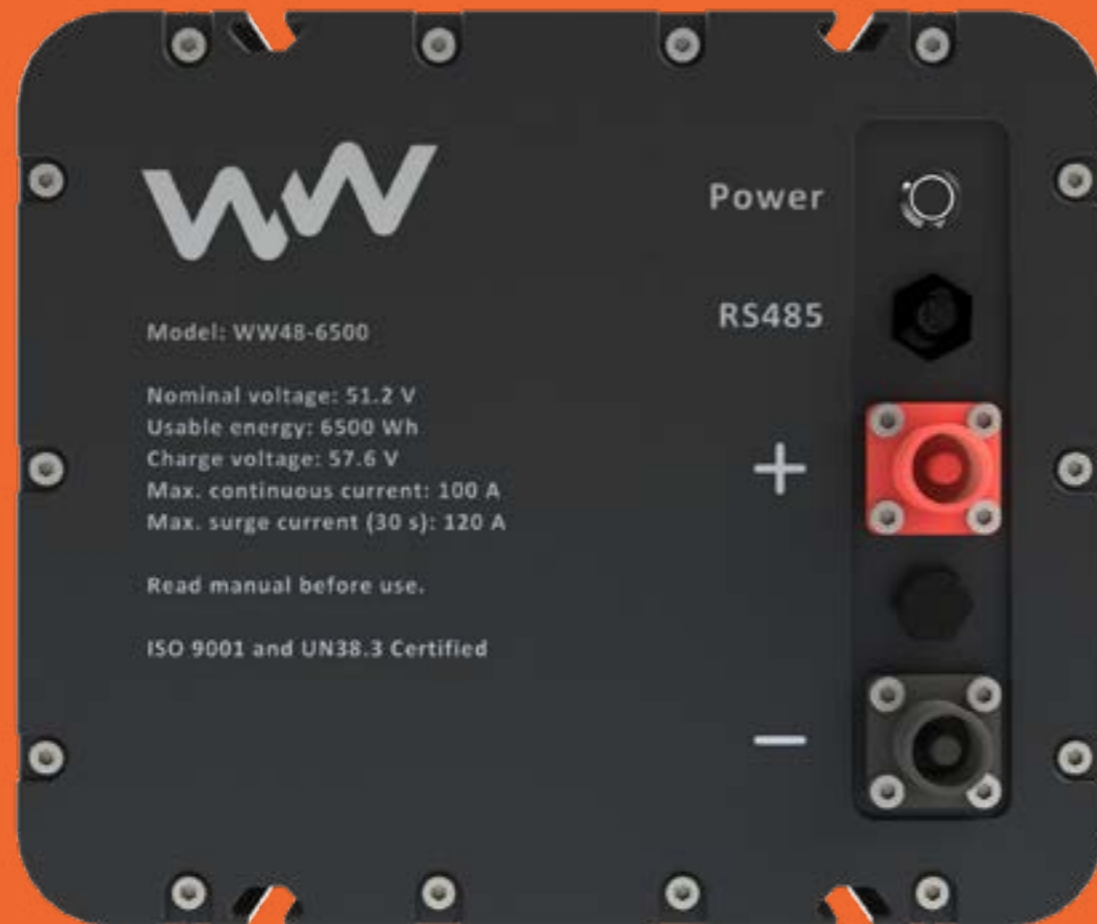 WW
Power
RS485
Model: WW48-6500
Nominal voltage: 51.2 V
Usable energy: 6500 Wh
Charge voltage: 57.6 V
Max. continuous current: 100 A
Max. surge current (30 s): 120 A
Read manual before use.
ISO 9001 and UN38.3 Certified
+
−